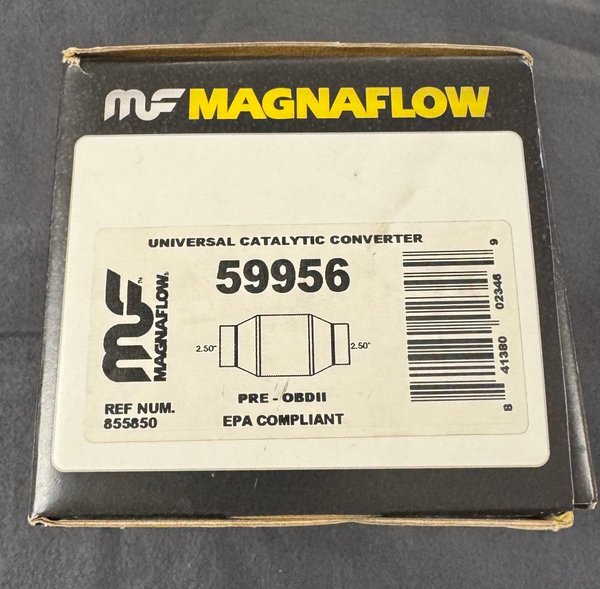 MF MAGNAFLOW
UNIVERSAL CATALYTIC CONVERTER
59956
MF™ MAGNAFLOW®
2.50"
2.50"
PRE - OBDII
EPA COMPLIANT
REF NUM.
855850
8 41380 02346 9